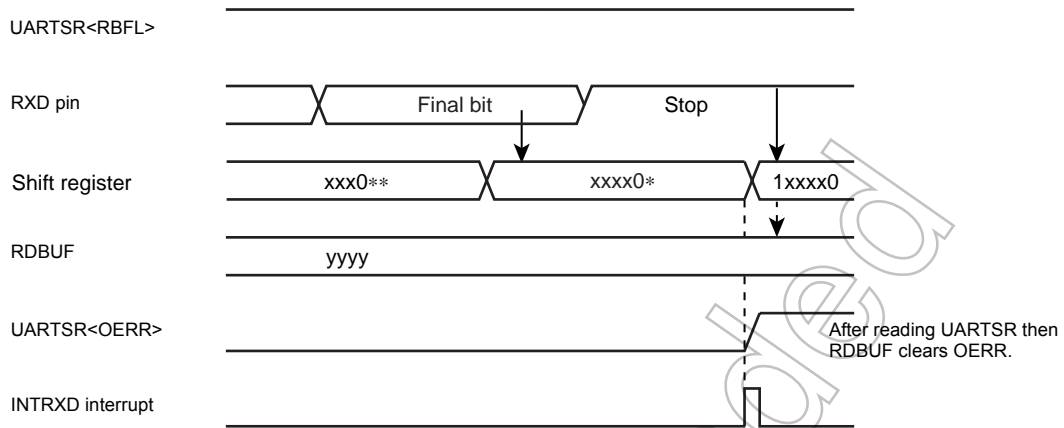 UARTSR<RBFL>
RXD pin
Final bit
Stop
Shift register
xxx0**
xxxx0*
1xxxx0
RDBUF
yyyy
UARTSR<OERR>
After reading UARTSR then
RDBUF clears OERR.
INTRXD interrupt
ded